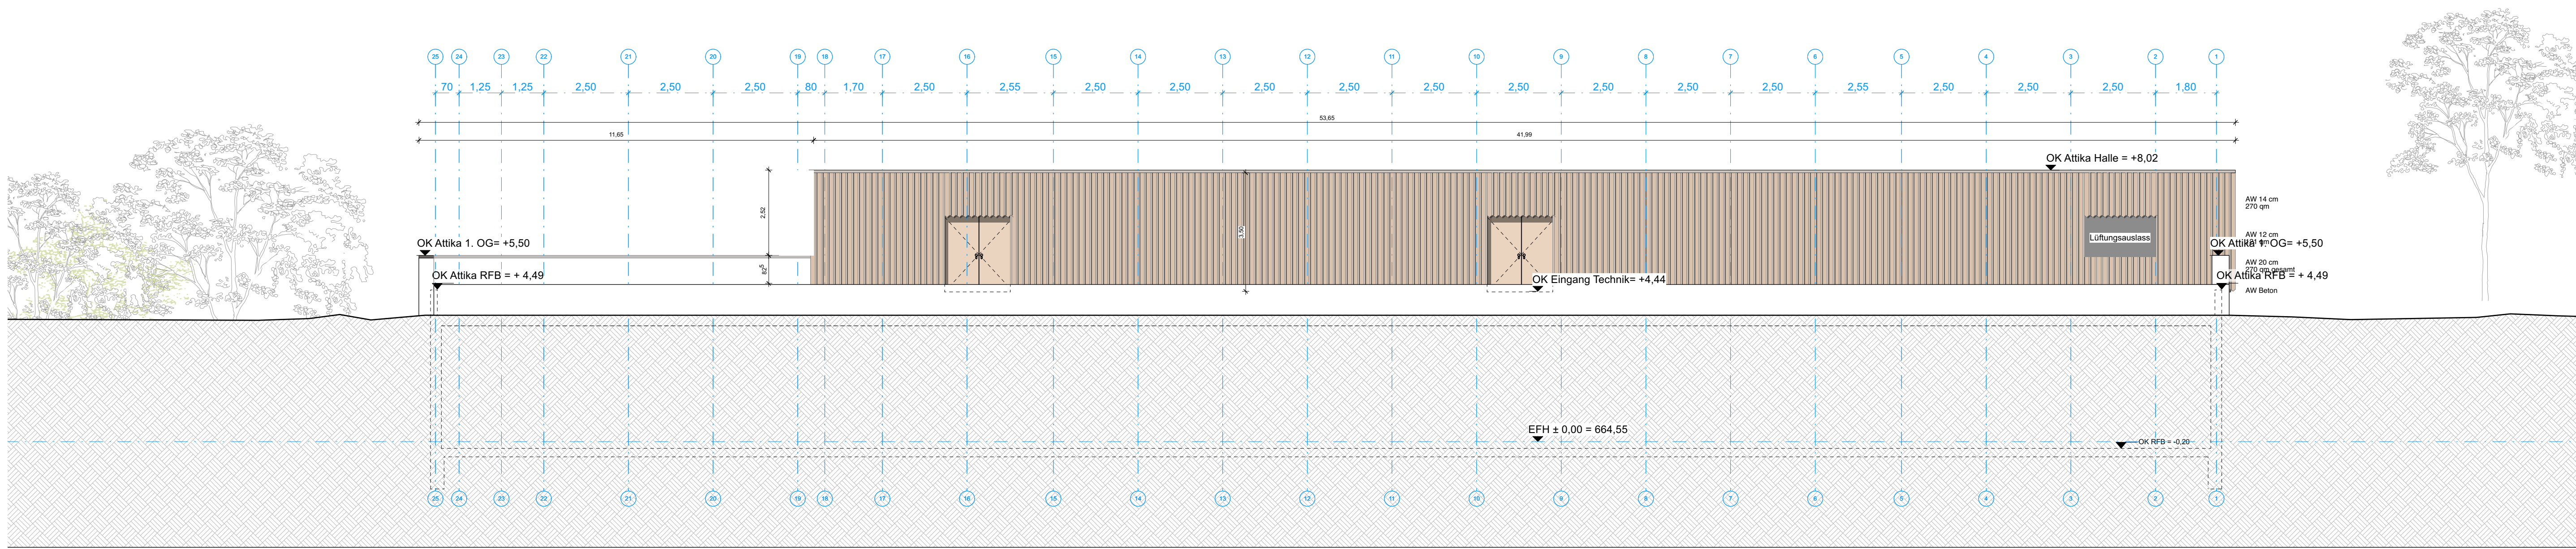 25 24 23 22 21 20 19 18 17 16 15 14 13 12 11 10 9 8 7 6 5 4 3 2 1
70 1,25 1,25 2,50 2,50 2,50 80 1,70 2,50 2,55 2,50 2,50 2,50 2,50 2,50 2,50 2,50 2,50 2,50 2,55 2,50 2,50 2,50 1,80
53,65
11,65 41,99
OK Attika Halle = +8,02
AW 14 cm
270 qm
2,52
3,50
AW 12 cm
Lüftungsauslass
OK Attika 1. OG= +5,50
OK Attika 1. OG= +5,50
82⁵
AW 20 cm
270 qm gesamt
OK Attika RFB = + 4,49
OK Attika RFB = + 4,49
OK Eingang Technik= +4,44
AW Beton
EFH ± 0,00 = 664,55
OK RFB = -0,20
25 24 23 22 21 20 19 18 17 16 15 14 13 12 11 10 9 8 7 6 5 4 3 2 1